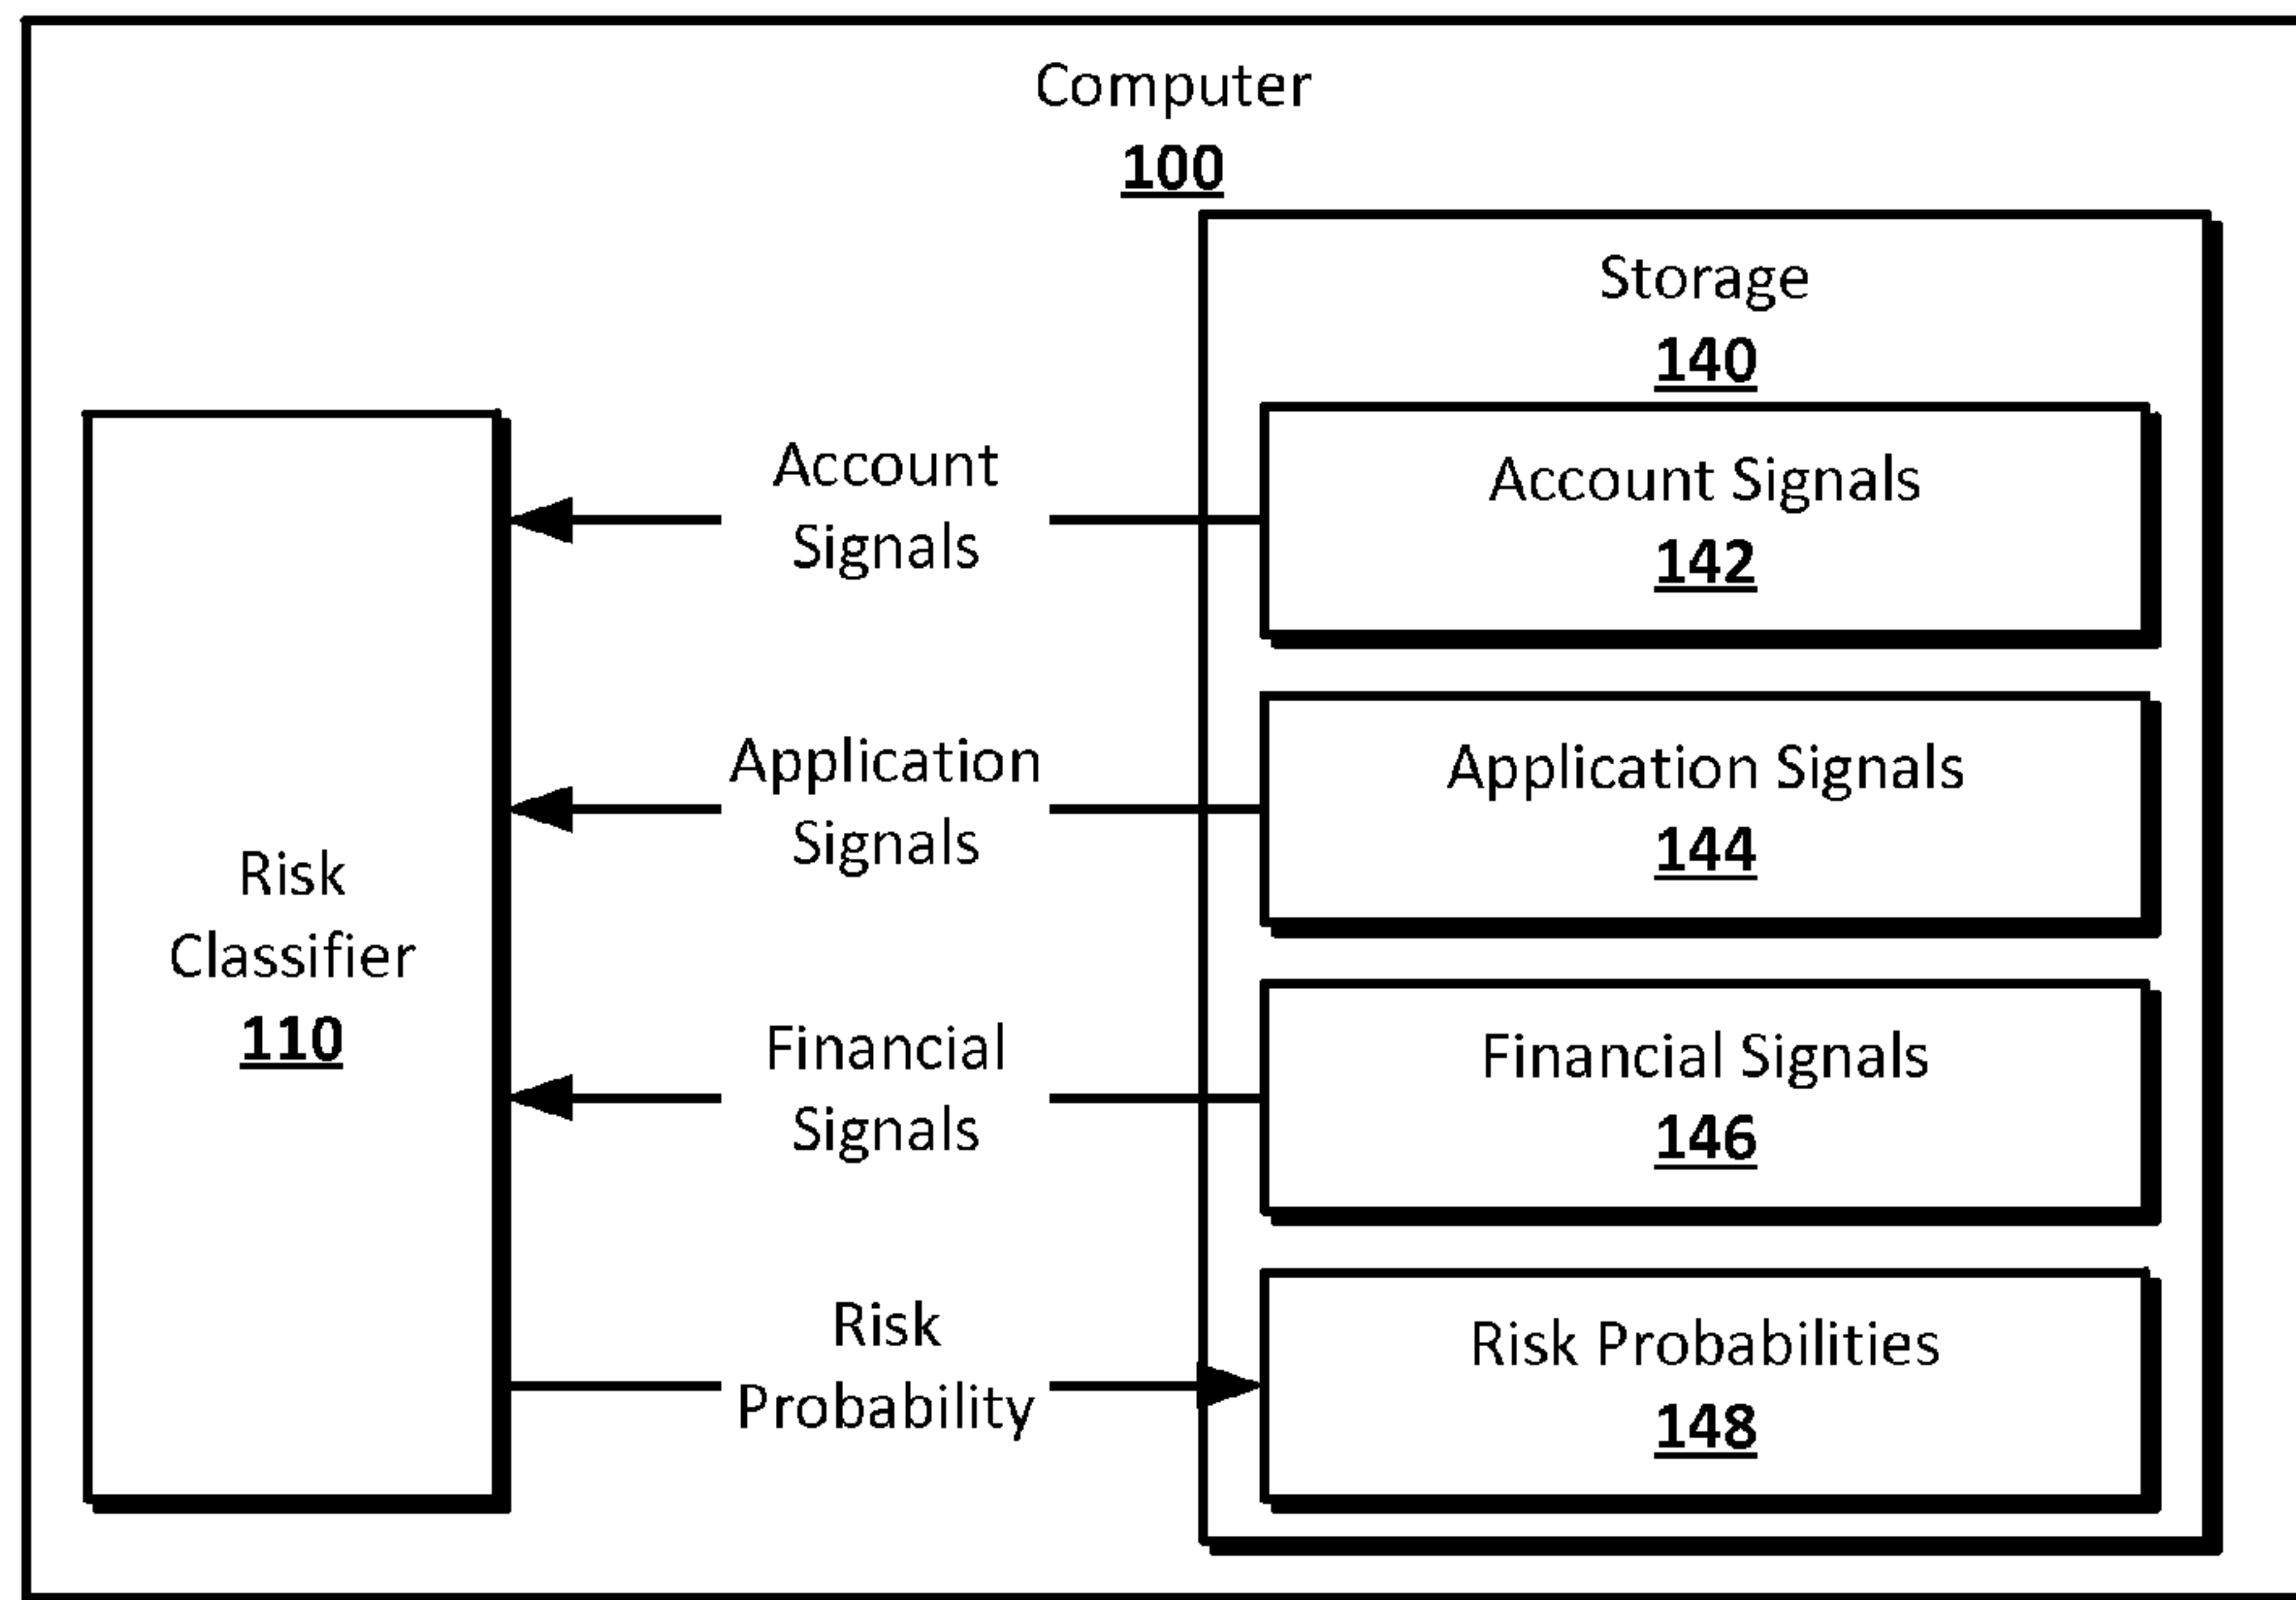 Computer
100
Storage
140
Account Signals
142
Application Signals
144
Financial Signals
146
Risk Probabilities
148
Account
Signals
Application
Signals
Financial
Signals
Risk
Probability
Risk
Classifier
110